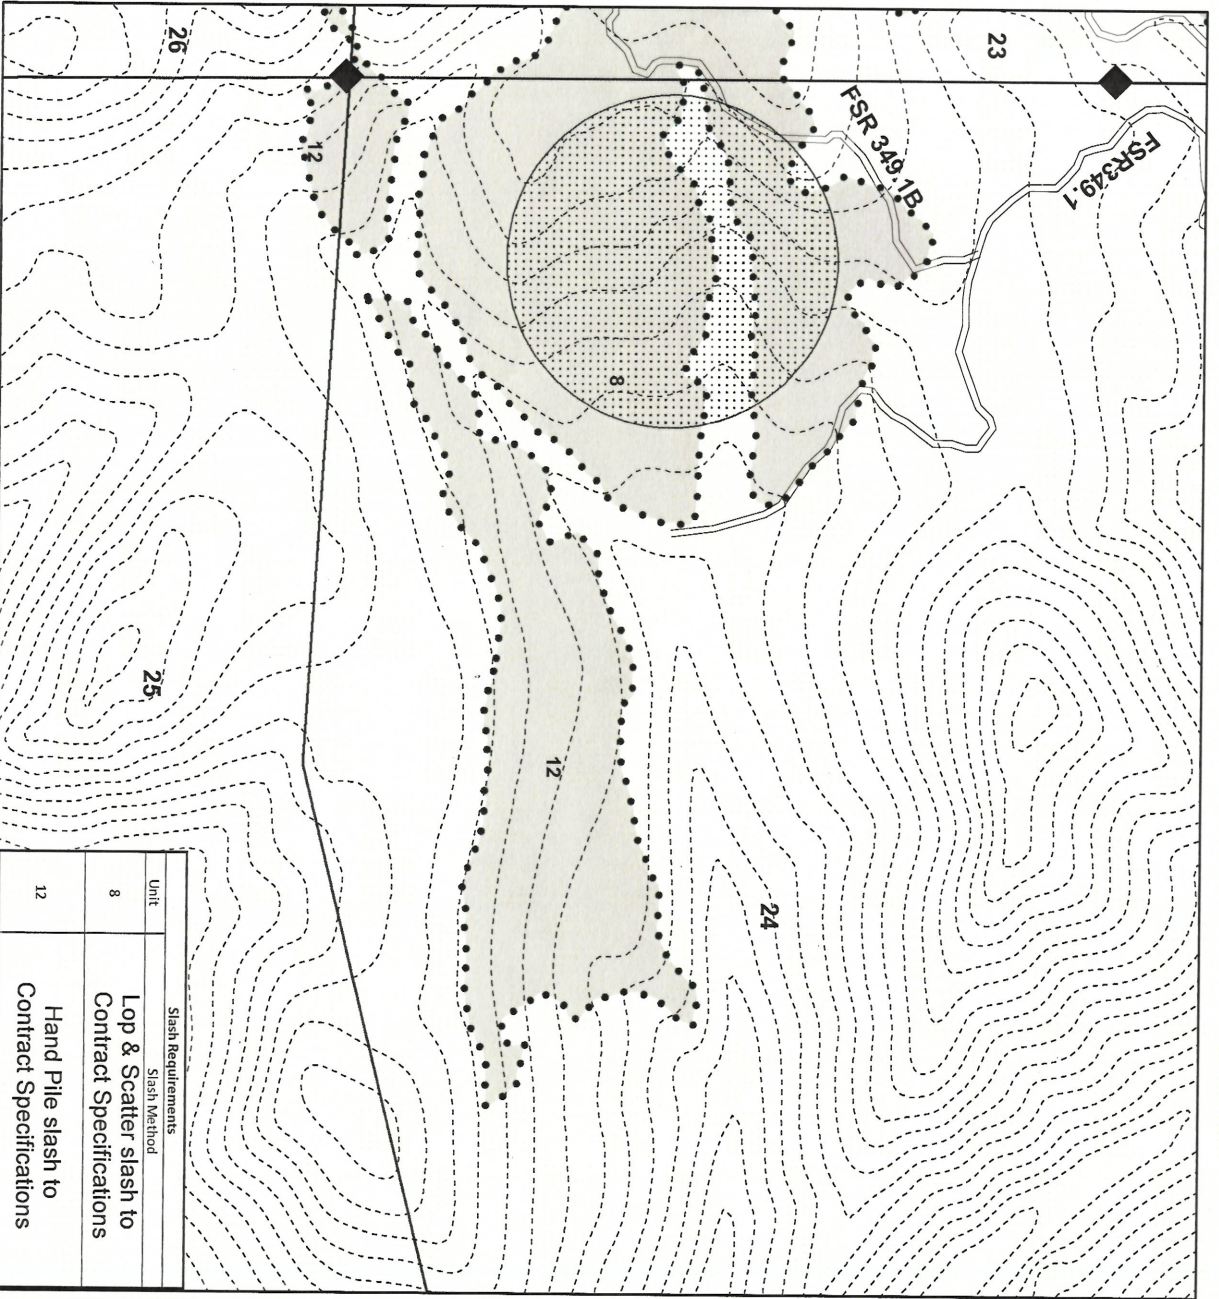 23
FSR349.1
FSR 349.1B
26
12
8
24
12
25
Slash Requirements
Unit Slash Method
8 Lop & Scatter slash to
Contract Specifications
12 Hand Pile slash to
Contract Specifications